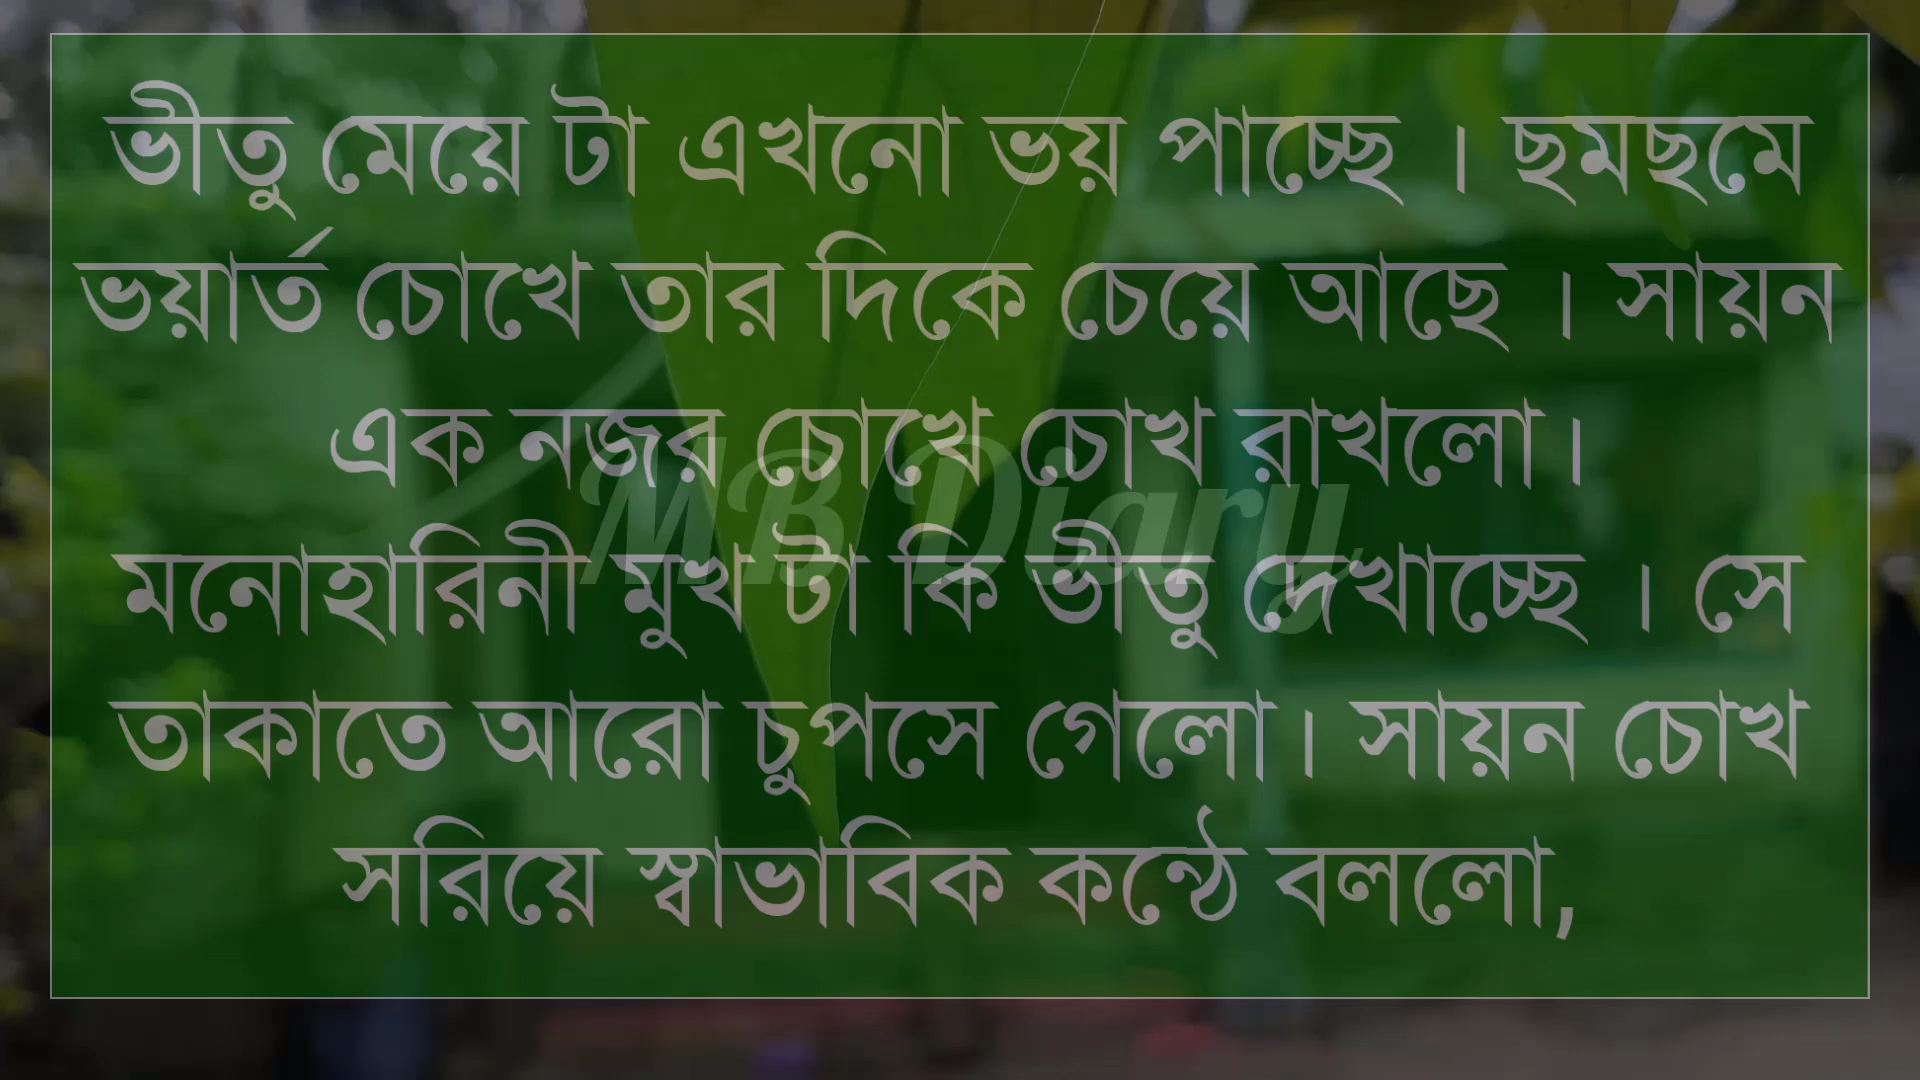 ভীতু মেয়ে টা এখনো ভয় পাচ্ছে । ছমছমে
ভয়ার্ত চোখে তার দিকে চেয়ে আছে । সায়ন
এক নজর চোখে চোখ রাখলো।
MB Diary
মনোহারিনী মুখ টা কি ভীতু দেখাচ্ছে । সে
তাকাতে আরো চুপসে গেলো। সায়ন চোখ
সরিয়ে স্বাভাবিক কন্ঠে বললো,